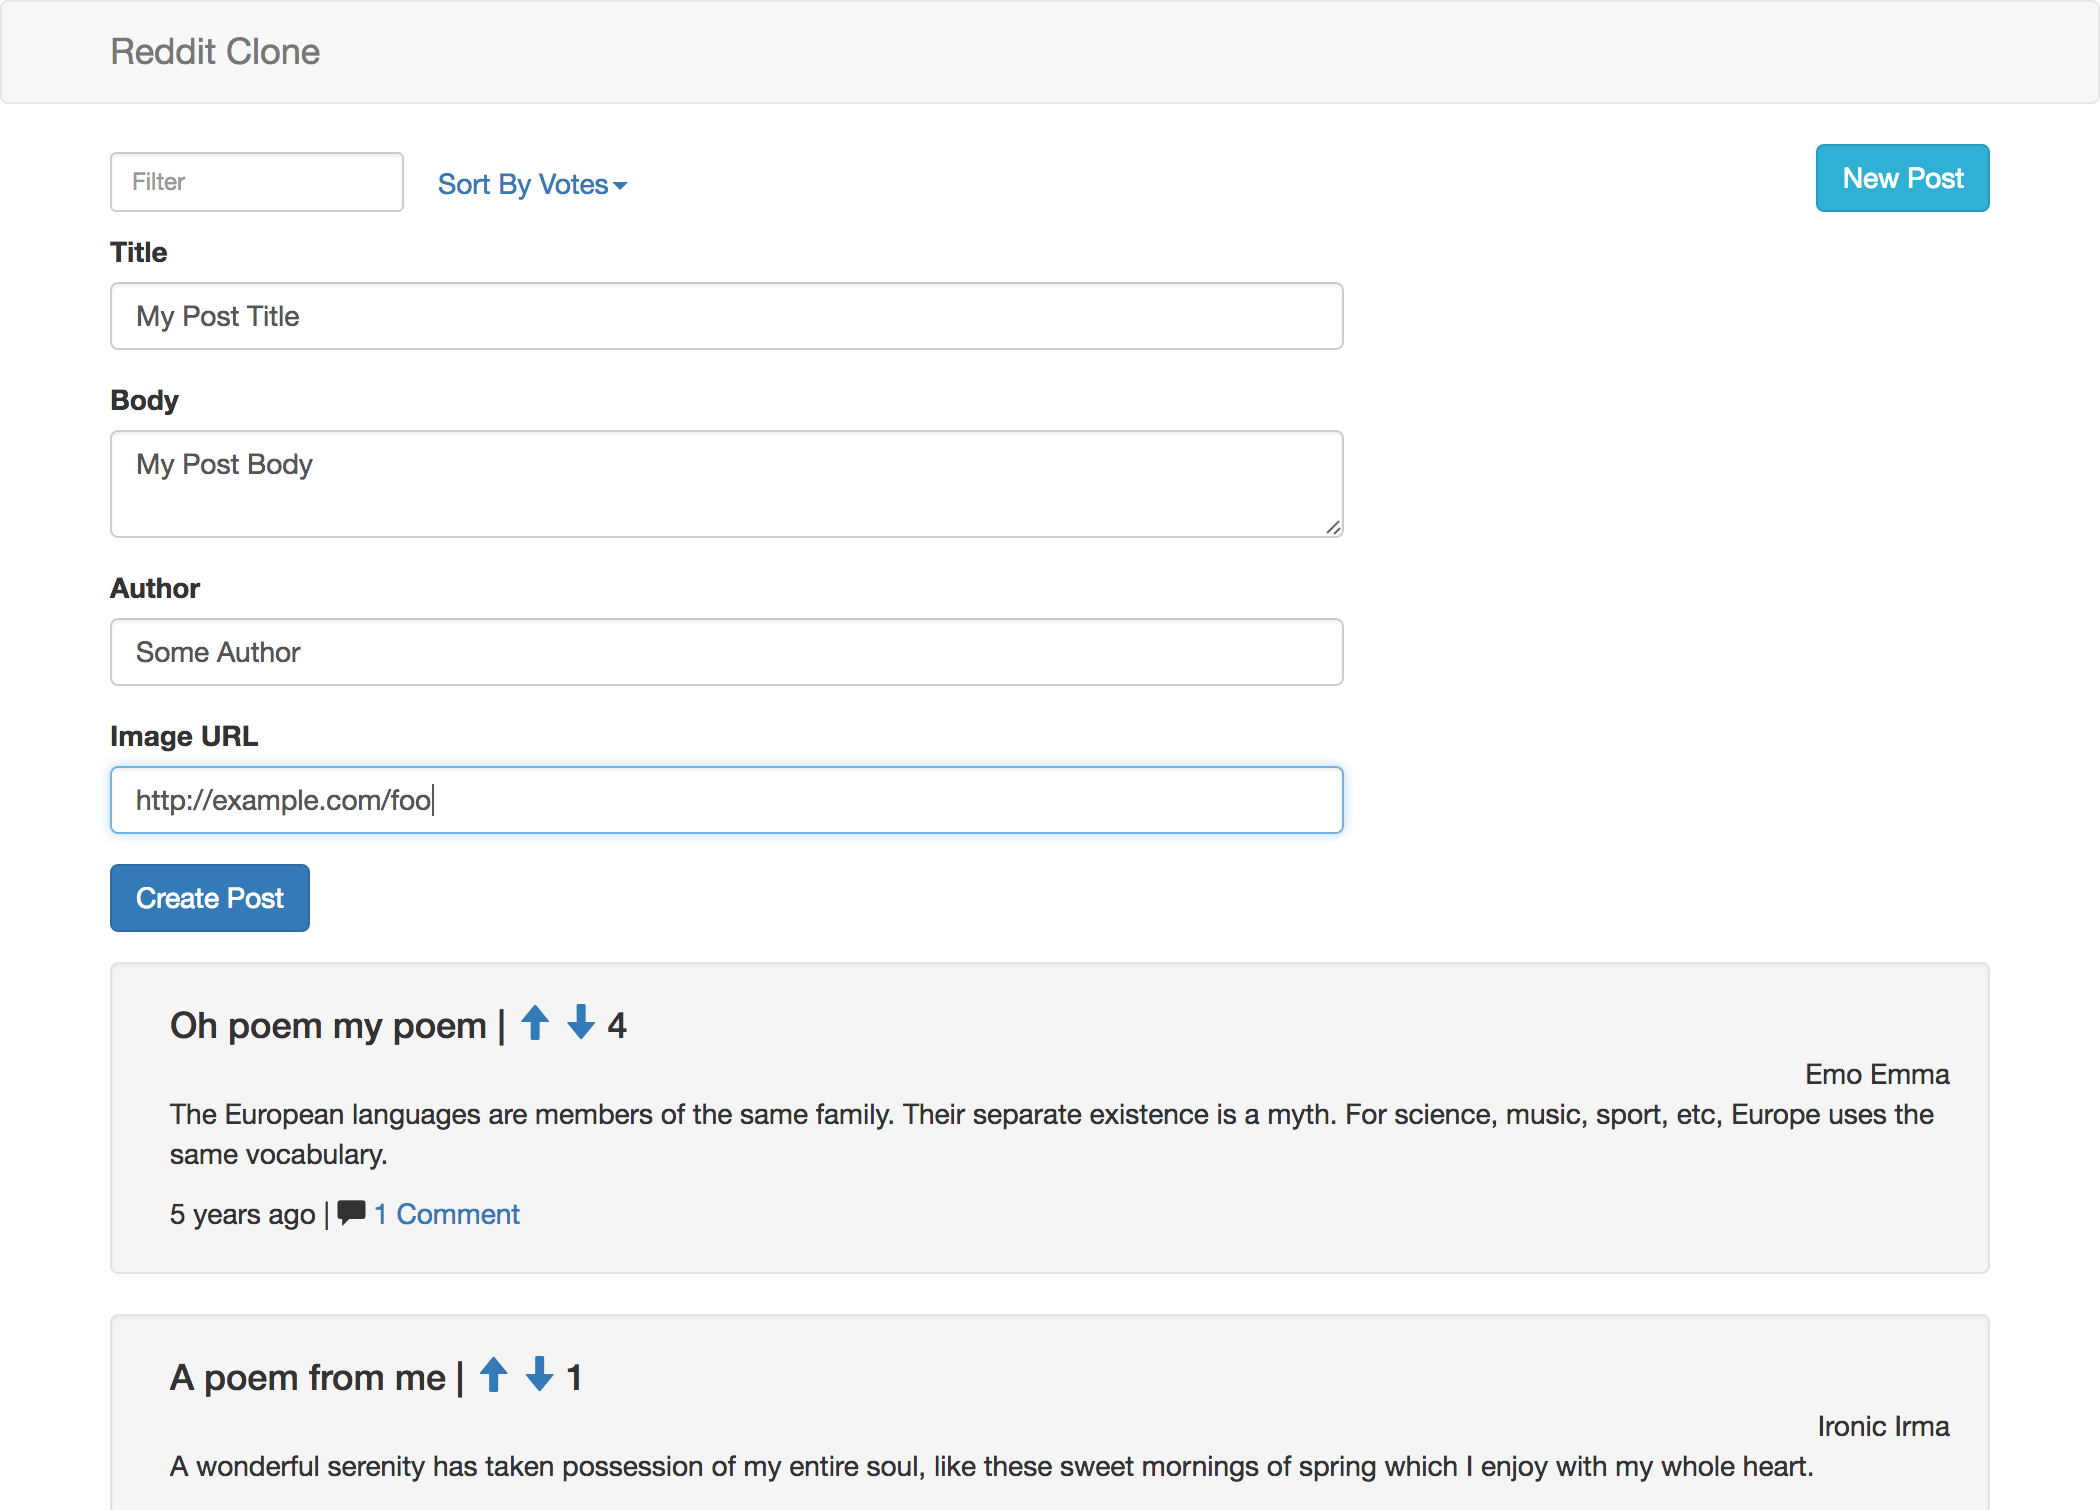 Reddit Clone
Filter
Sort By Votes
New Post
Title
My Post Title
Body
My Post Body
Author
Some Author
Image URL
http://example.com/foo
Create Post
Oh poem my poem | 4
Emo Emma
The European languages are members of the same family. Their separate existence is a myth. For science, music, sport, etc, Europe uses the
same vocabulary.
5 years ago | 1 Comment
A poem from me | 1
Ironic Irma
A wonderful serenity has taken possession of my entire soul, like these sweet mornings of spring which I enjoy with my whole heart.